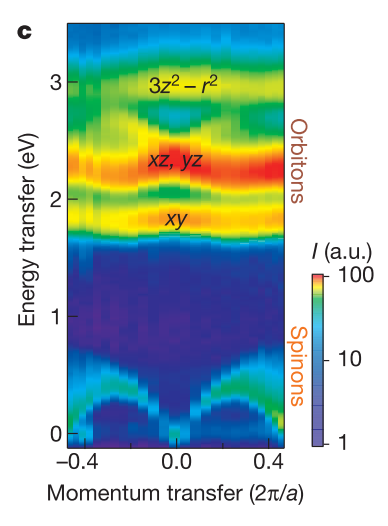 c
3z² – r²
xz, yz
xy
Orbitons
Spinons
Energy transfer (eV)
3
2
1
0
–0.4
0.0
0.4
Momentum transfer (2π/a)
I (a.u.)
100
10
1